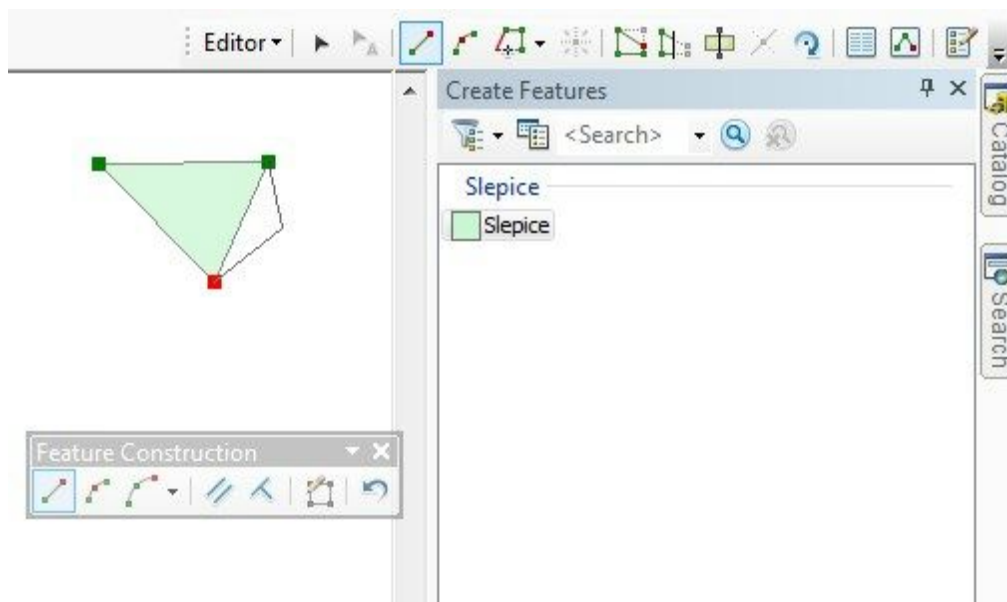 Editor
Create Features
<Search>
Slepice
Slepice
Feature Construction
Catalog
Search